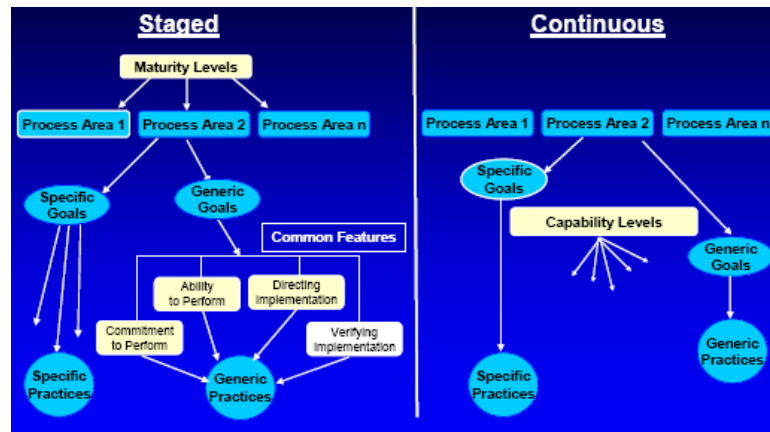 Staged
Maturity Levels
Process Area 1
Process Area 2
Process Area n
Specific
Goals
Generic
Goals
Common Features
Ability
to Perform
Directing
Implementation
Commitment
to Perform
Verifying
Implementation
Specific
Practices
Generic
Practices
Continuous
Process Area 1
Process Area 2
Process Area n
Specific
Goals
Capability Levels
Generic
Goals
Generic
Practices
Specific
Practices